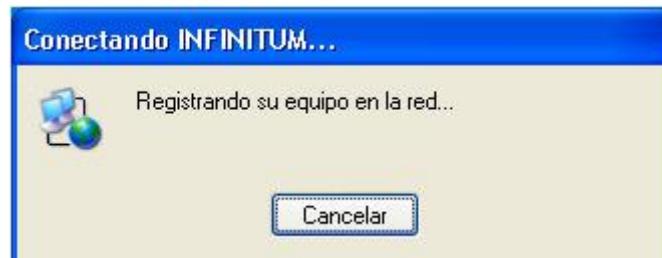 Conectando INFINITUM...
Registrando su equipo en la red...
Cancelar